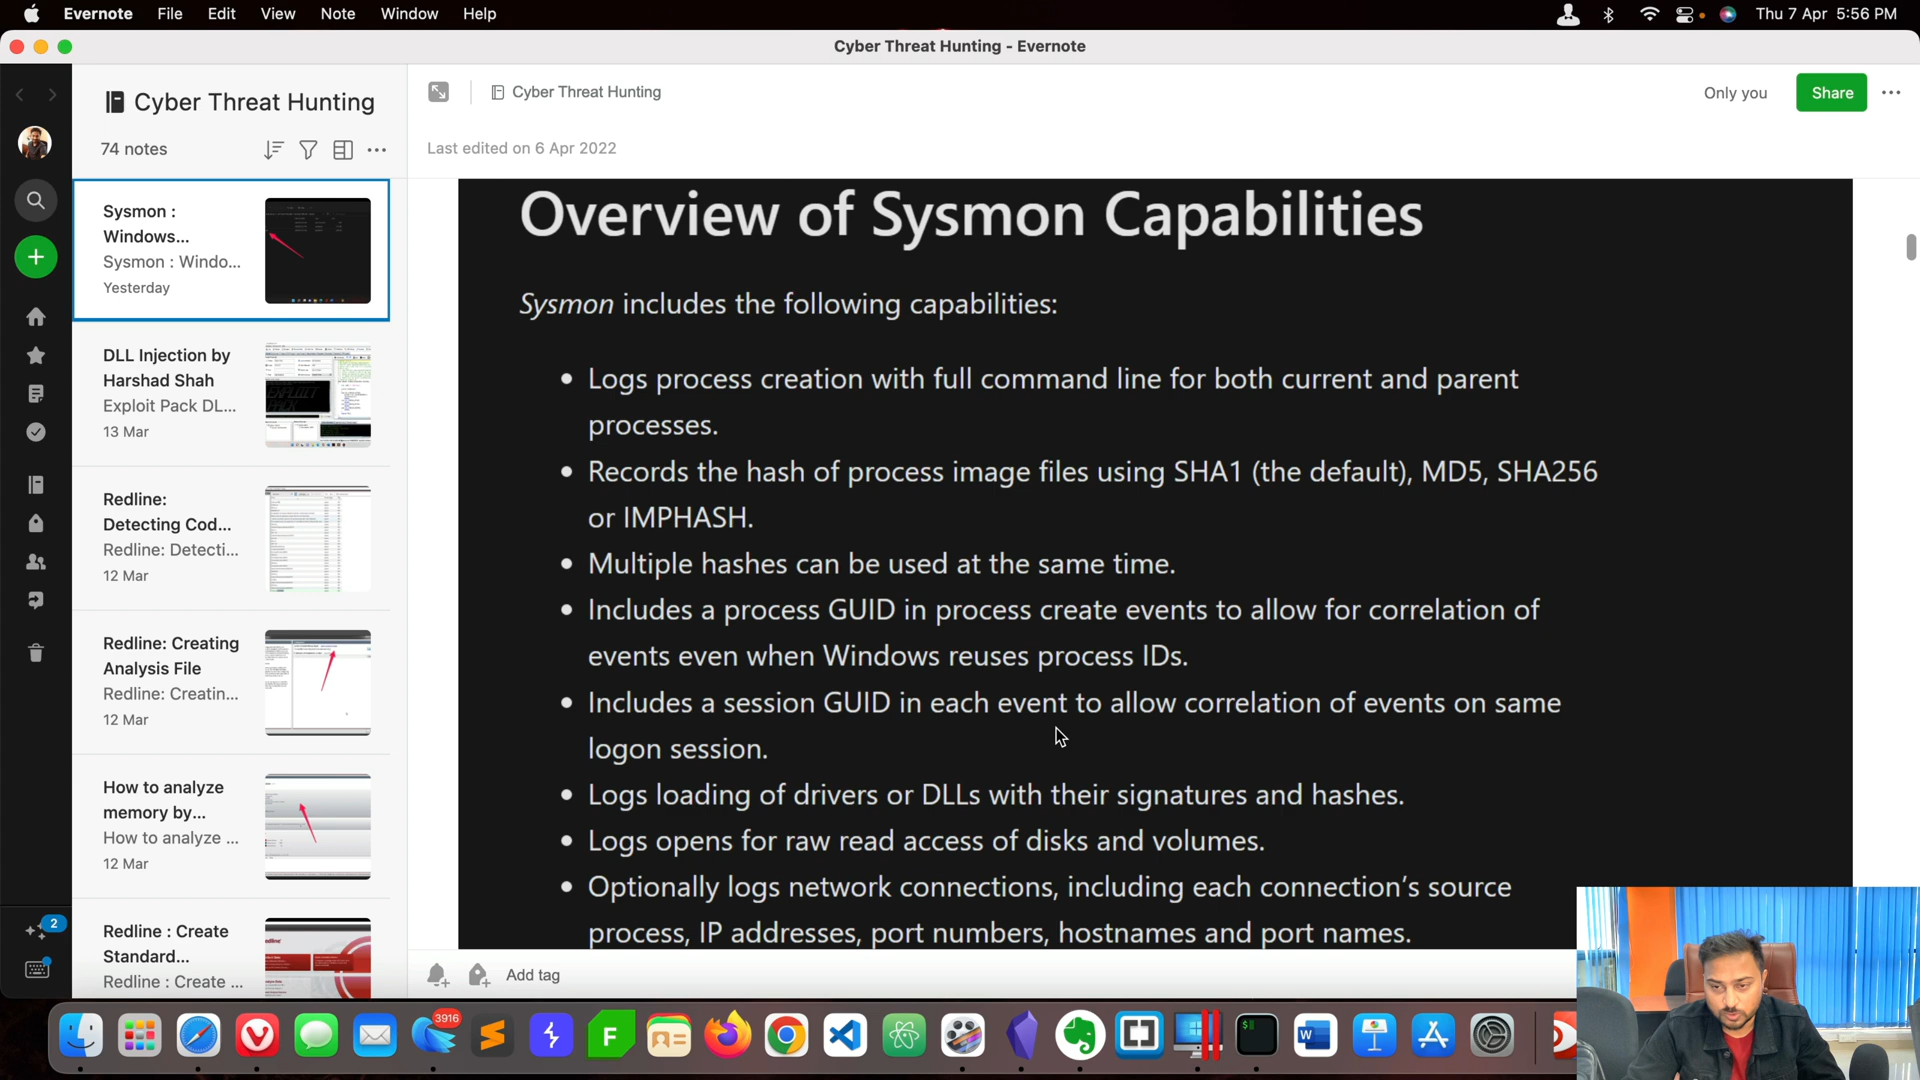 Evernote File Edit View Note Window Help Thu 7 Apr 5:56 PM
Cyber Threat Hunting - Evernote
Cyber Threat Hunting
74 notes
Sysmon :
Windows...
Sysmon : Windo...
Yesterday
DLL Injection by
Harshad Shah
Exploit Pack DL...
13 Mar
Redline:
Detecting Cod...
Redline: Detecti...
12 Mar
Redline: Creating
Analysis File
Redline: Creatin...
12 Mar
How to analyze
memory by...
How to analyze ...
12 Mar
Redline : Create
Standard...
Redline : Create ...
2
Cyber Threat Hunting
Only you
Share
Last edited on 6 Apr 2022
Overview of Sysmon Capabilities
Sysmon includes the following capabilities:
• Logs process creation with full command line for both current and parent
processes.
• Records the hash of process image files using SHA1 (the default), MD5, SHA256
or IMPHASH.
• Multiple hashes can be used at the same time.
• Includes a process GUID in process create events to allow for correlation of
events even when Windows reuses process IDs.
• Includes a session GUID in each event to allow correlation of events on same
logon session.
• Logs loading of drivers or DLLs with their signatures and hashes.
• Logs opens for raw read access of disks and volumes.
• Optionally logs network connections, including each connection’s source
process, IP addresses, port numbers, hostnames and port names.
Add tag
3916